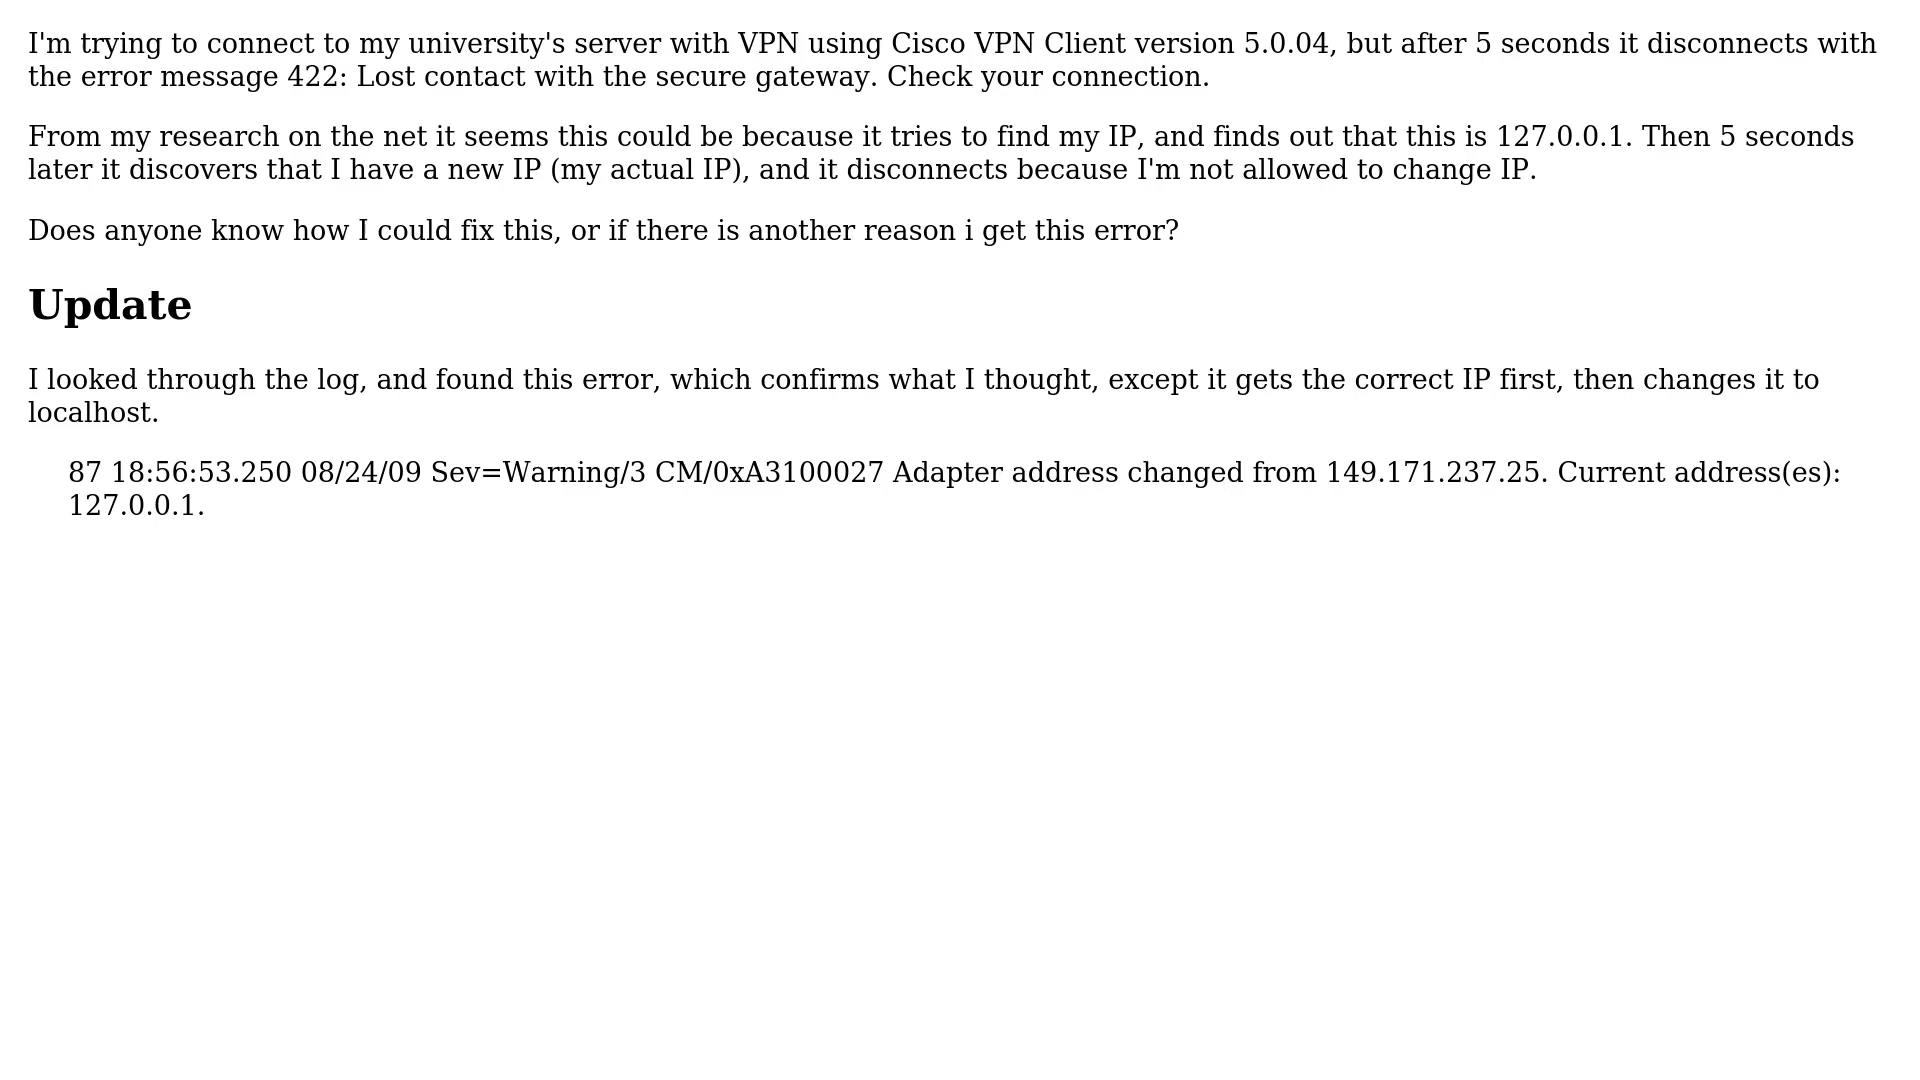 I'm trying to connect to my university's server with VPN using Cisco VPN Client version 5.0.04, but after 5 seconds it disconnects with
the error message 422: Lost contact with the secure gateway. Check your connection.
From my research on the net it seems this could be because it tries to find my IP, and finds out that this is 127.0.0.1. Then 5 seconds
later it discovers that I have a new IP (my actual IP), and it disconnects because I'm not allowed to change IP.
Does anyone know how I could fix this, or if there is another reason i get this error?
Update
I looked through the log, and found this error, which confirms what I thought, except it gets the correct IP first, then changes it to
localhost.
87 18:56:53.250 08/24/09 Sev=Warning/3 CM/0xA3100027 Adapter address changed from 149.171.237.25. Current address(es):
127.0.0.1.